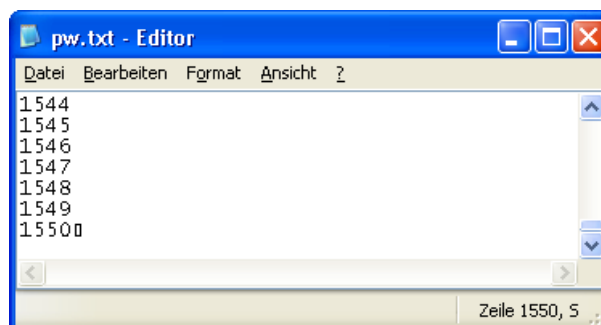 pw.txt - Editor
Datei Bearbeiten Format Ansicht ?
1544
1545
1546
1547
1548
1549
1550▯
Zeile 1550, S